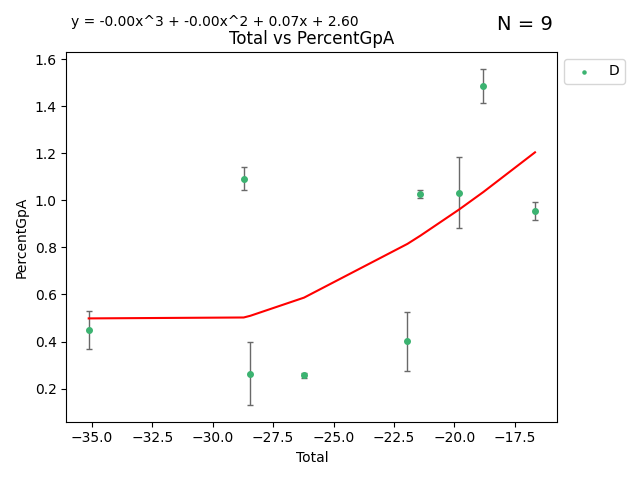 y = -0.00x^3 + -0.00x^2 + 0.07x + 2.60
N = 9
Total vs PercentGpA
D
PercentGpA
1.6
1.4
1.2
1.0
0.8
0.6
0.4
0.2
−35.0 −32.5 −30.0 −27.5 −25.0 −22.5 −20.0 −17.5
Total